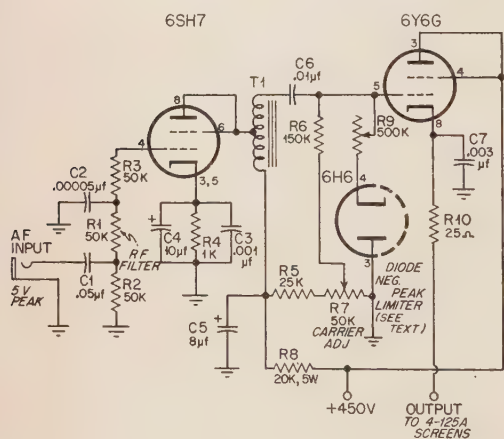 6SH7
6Y6G
T1
C6
.01µf
3
4
5
8
8
6
4
3,5
R3
50K
C2
.00005µf
R1
50K
RF
FILTER
AF
INPUT
5 V
PEAK
C1
.05µf
R2
50K
C4
10µf
R4
1K
C3
.001
µf
R6
150K
R9
500K
6H6
4
3
C7
.003
µf
R10
25Ω
DIODE
NEG.
PEAK
LIMITER
(SEE
TEXT)
R5
25K
R7
50K
CARRIER
ADJ
C5
8µf
R8
20K, 5W
+450V
OUTPUT
TO 4-125A
SCREENS
+
+